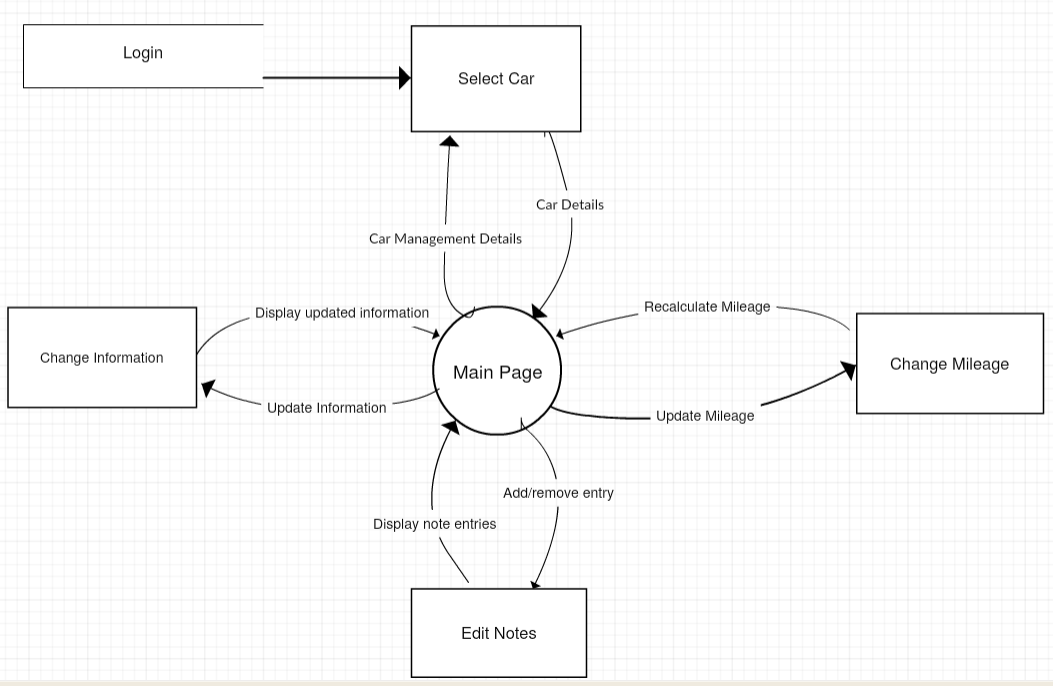 Login
Select Car
Car Details
Car Management Details
Display updated information
Recalculate Mileage
Change Information
Main Page
Change Mileage
Update Information
Update Mileage
Add/remove entry
Display note entries
Edit Notes